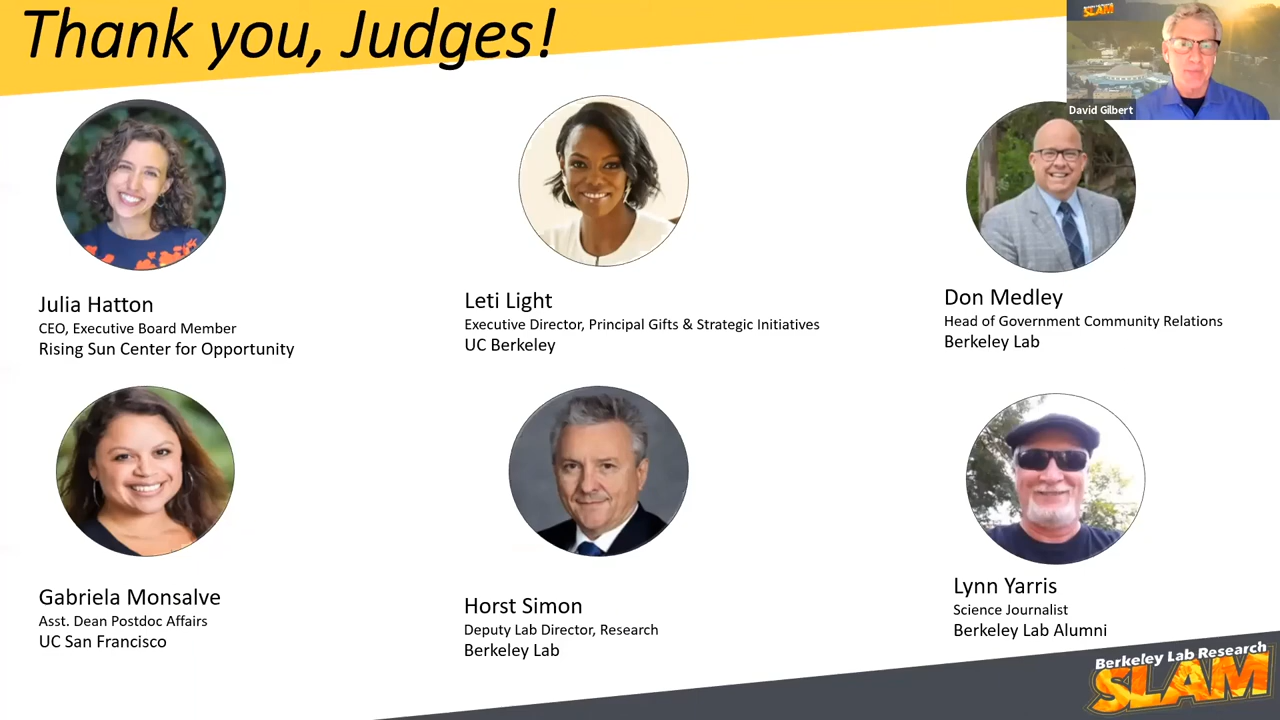 Thank you, Judges!
SLAM
David Gilbert
Julia Hatton
CEO, Executive Board Member
Rising Sun Center for Opportunity
Leti Light
Executive Director, Principal Gifts & Strategic Initiatives
UC Berkeley
Don Medley
Head of Government Community Relations
Berkeley Lab
Gabriela Monsalve
Asst. Dean Postdoc Affairs
UC San Francisco
Horst Simon
Deputy Lab Director, Research
Berkeley Lab
Lynn Yarris
Science Journalist
Berkeley Lab Alumni
Berkeley Lab Research
SLAM